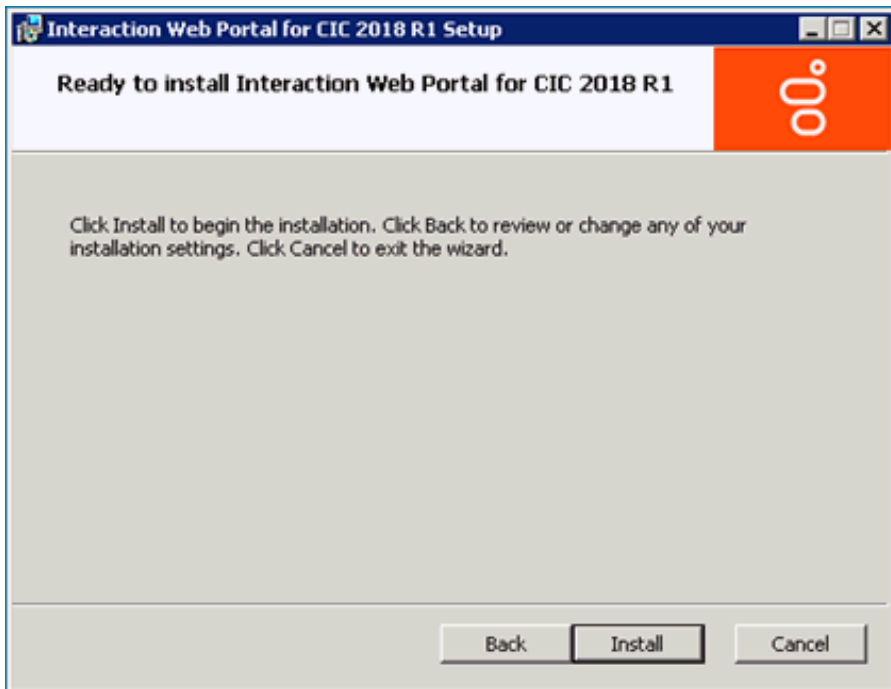 Interaction Web Portal for CIC 2018 R1 Setup
Ready to install Interaction Web Portal for CIC 2018 R1
Click Install to begin the installation. Click Back to review or change any of your
installation settings. Click Cancel to exit the wizard.
Back Install Cancel